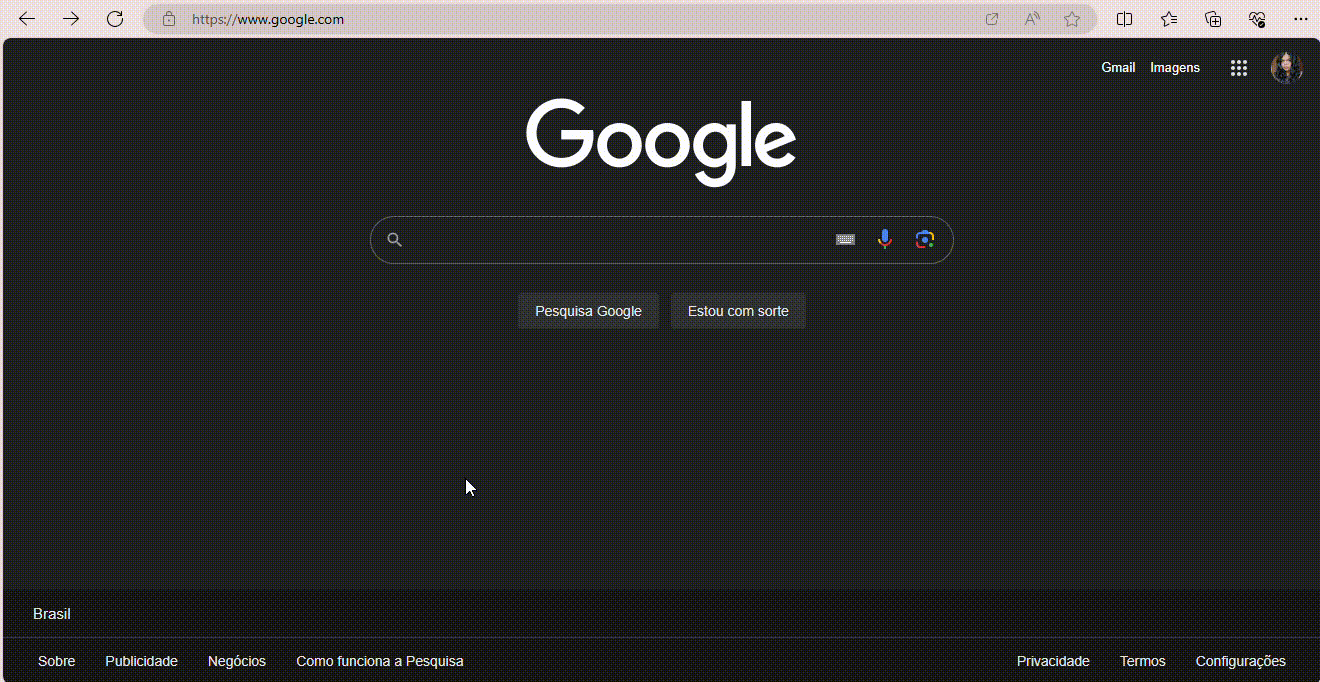 https://www.google.com
Gmail Imagens
Google
Pesquisa Google Estou com sorte
Brasil
Sobre Publicidade Negócios Como funciona a Pesquisa Privacidade Termos Configurações